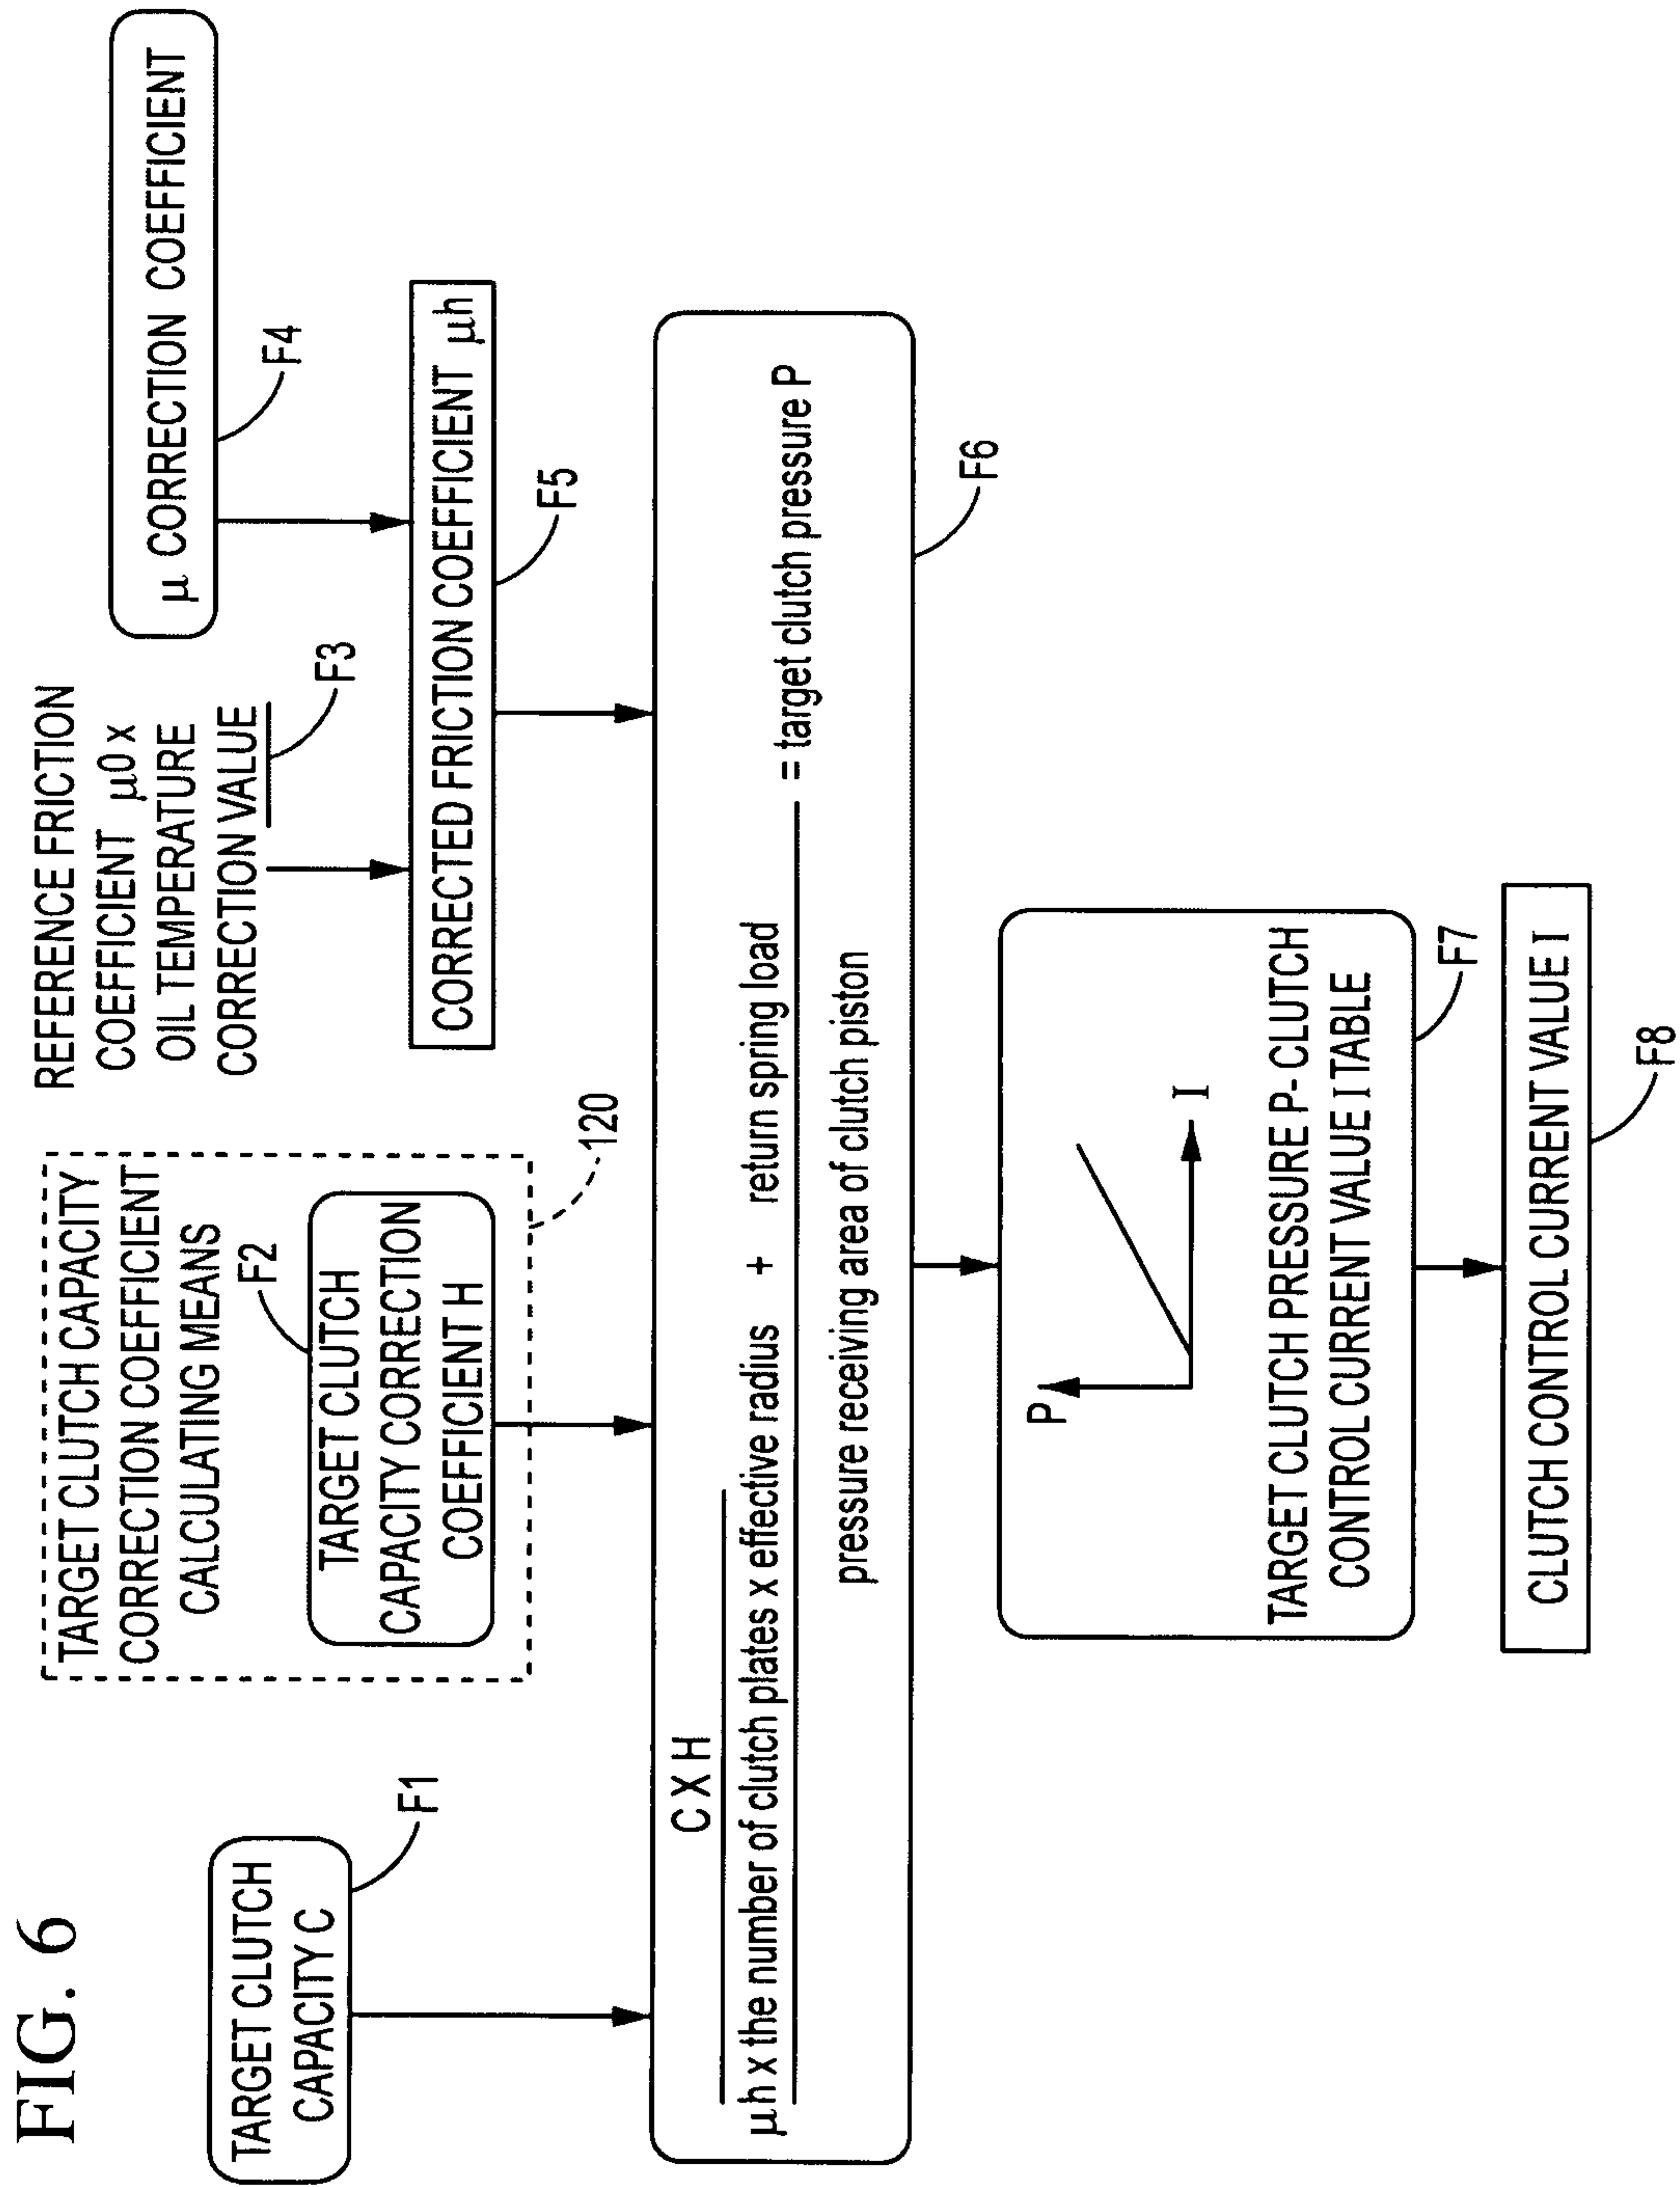 FIG. 6
TARGET CLUTCH
CAPACITY C
F1
TARGET CLUTCH CAPACITY
CORRECTION COEFFICIENT
CALCULATING MEANS
F2
TARGET CLUTCH
CAPACITY CORRECTION
COEFFICIENT H
120
REFERENCE FRICTION
COEFFICIENT μ0 x
OIL TEMPERATURE
CORRECTION VALUE
F3
μ CORRECTION COEFFICIENT
F4
CORRECTED FRICTION COEFFICIENT μh
F5
C X H
μh x the number of clutch plates x effective radius + return spring load
pressure receiving area of clutch piston
= target clutch pressure P
F6
P
I
TARGET CLUTCH PRESSURE P- CLUTCH
CONTROL CURRENT VALUE I TABLE
F7
CLUTCH CONTROL CURRENT VALUE I
F8